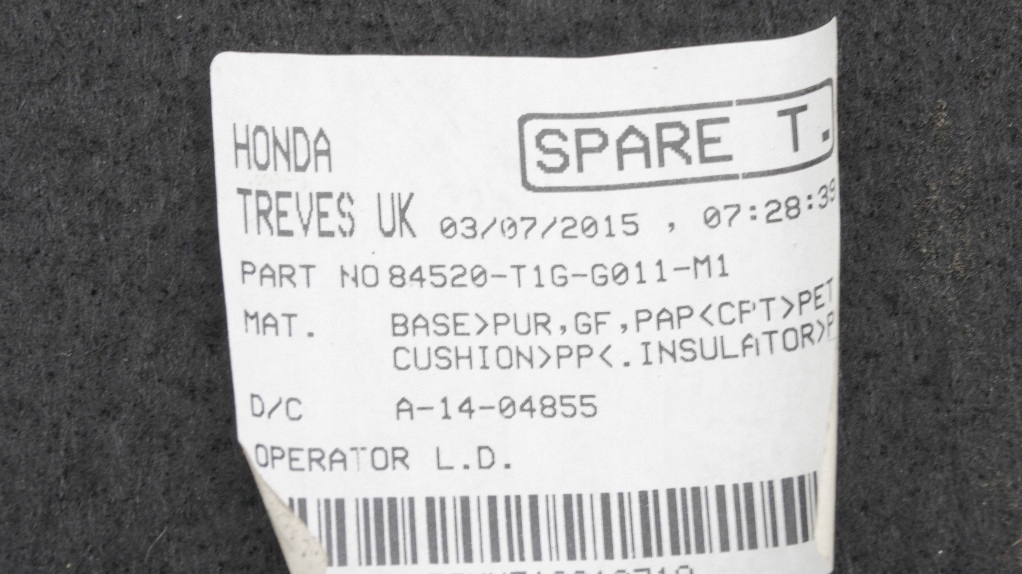 HONDA
SPARE T.
TREVES UK 03/07/2015 , 07:28:39
PART NO 84520-T1G-G011-M1
MAT. BASE>PUR,GF,PAP<CPT>PET
CUSHION>PP<.INSULATOR>P
D/C A-14-04855
OPERATOR L.D.